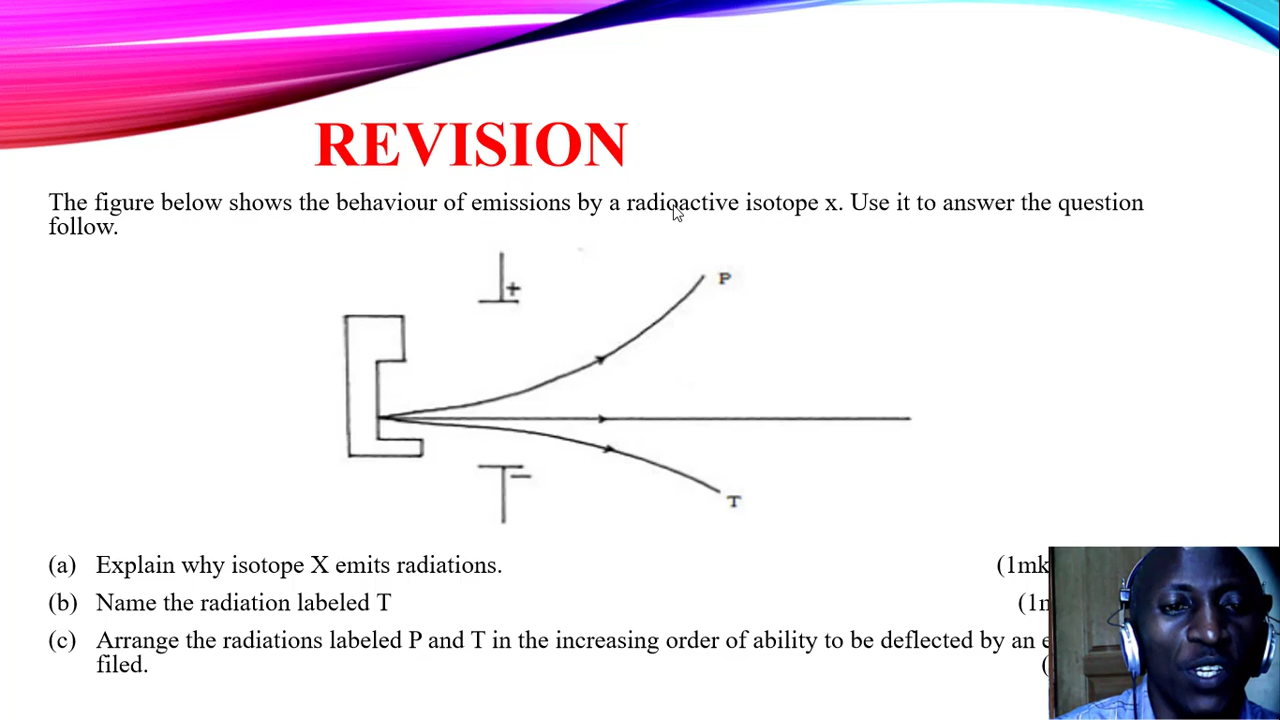 REVISION
The figure below shows the behaviour of emissions by a radioactive isotope x. Use it to answer the question
follow.
+
P
T
−
(a) Explain why isotope X emits radiations. (1mk
(b) Name the radiation labeled T (1
(c) Arrange the radiations labeled P and T in the increasing order of ability to be deflected by an e
filed. (